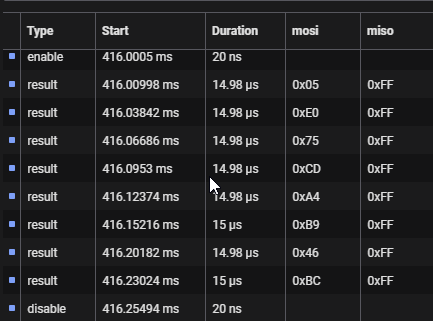 Type Start Duration mosi miso
enable 416.0005 ms 20 ns
result 416.00998 ms 14.98 µs 0x05 0xFF
result 416.03842 ms 14.98 µs 0xE0 0xFF
result 416.06686 ms 14.98 µs 0x75 0xFF
result 416.0953 ms 14.98 µs 0xCD 0xFF
result 416.12374 ms 14.98 µs 0xA4 0xFF
result 416.15216 ms 15 µs 0xB9 0xFF
result 416.20182 ms 14.98 µs 0x46 0xFF
result 416.23024 ms 15 µs 0xBC 0xFF
disable 416.25494 ms 20 ns